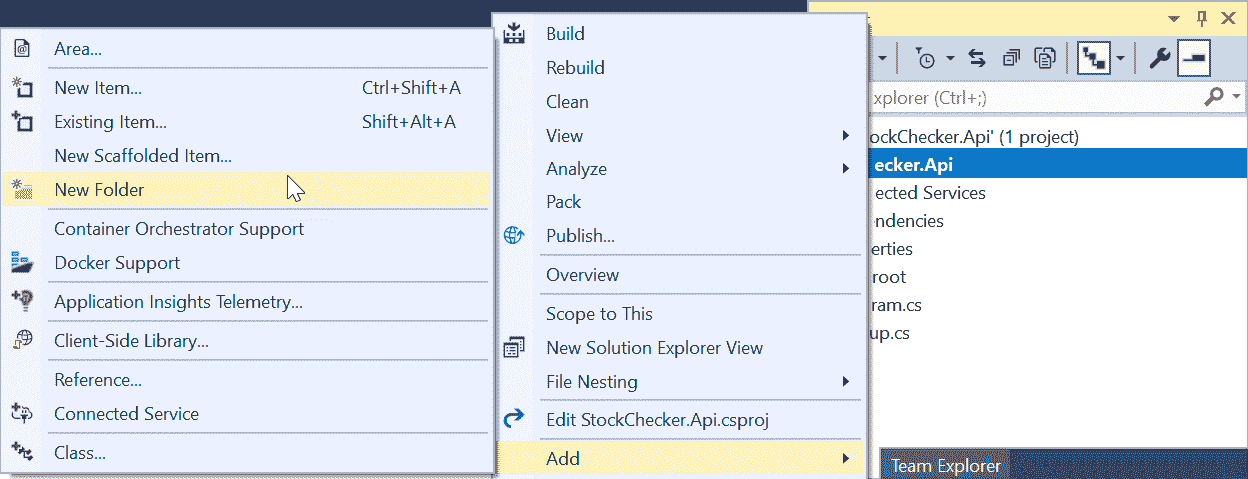 Area...
New Item... Ctrl+Shift+A
Existing Item... Shift+Alt+A
New Scaffolded Item...
New Folder
Container Orchestrator Support
Docker Support
Application Insights Telemetry...
Client-Side Library...
Reference...
Connected Service
Class...
Build
Rebuild
Clean
View
Analyze
Pack
Publish...
Overview
Scope to This
New Solution Explorer View
File Nesting
Edit StockChecker.Api.csproj
Add
xplorer (Ctrl+;)
ockChecker.Api' (1 project)
ecker.Api
ected Services
ndencies
erties
root
ram.cs
up.cs
Team Explorer